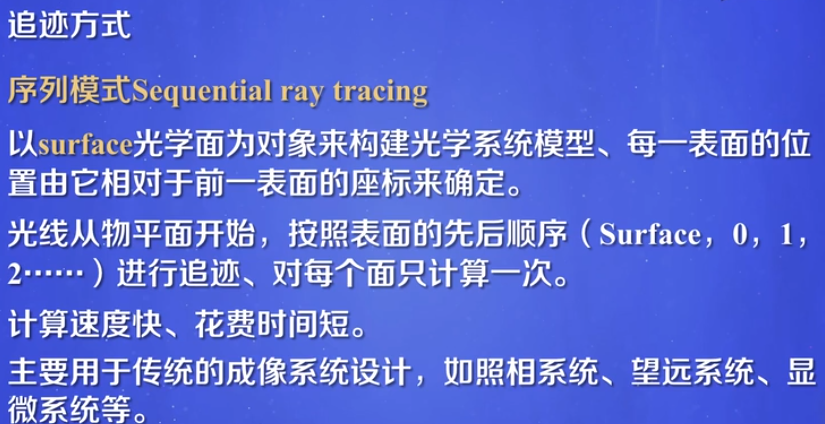 追迹方式
序列模式Sequential ray tracing
以surface光学面为对象来构建光学系统模型、每一表面的位
置由它相对于前一表面的座标来确定。
光线从物平面开始，按照表面的先后顺序（Surface，0，1，
2······）进行追迹、对每个面只计算一次。
计算速度快、花费时间短。
主要用于传统的成像系统设计，如照相系统、望远系统、显
微系统等。